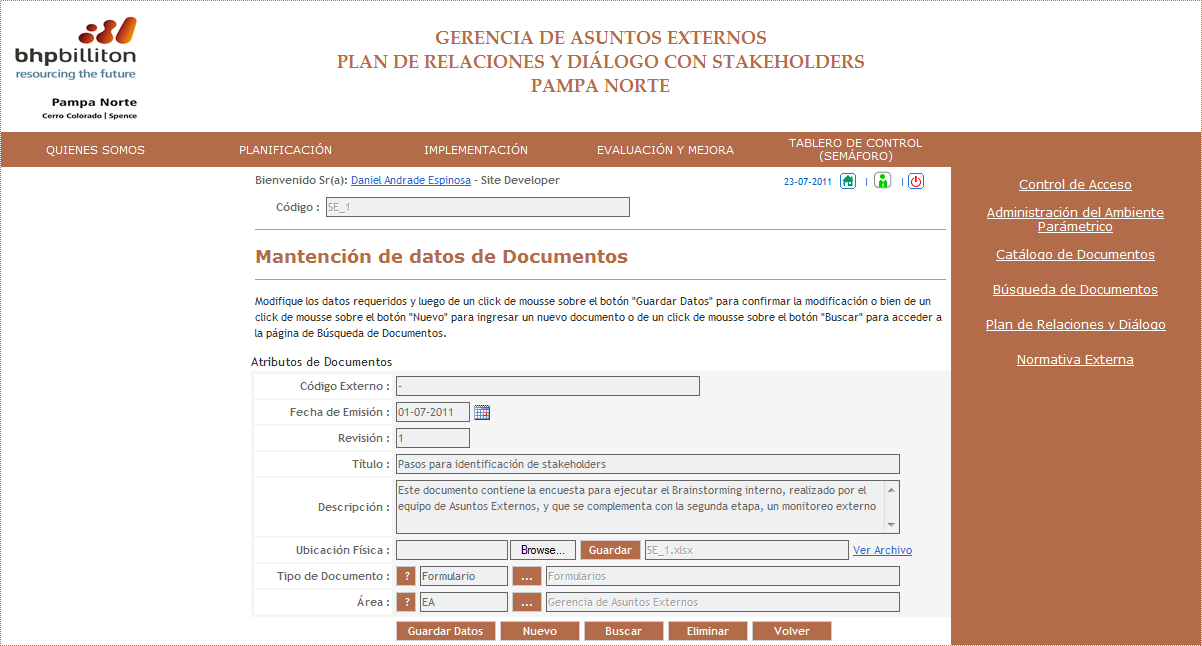 bhpbilliton
resourcing the future
Pampa Norte
Cerro Colorado | Spence
GERENCIA DE ASUNTOS EXTERNOS
PLAN DE RELACIONES Y DIÁLOGO CON STAKEHOLDERS
PAMPA NORTE
QUIENES SOMOS
PLANIFICACIÓN
IMPLEMENTACIÓN
EVALUACIÓN Y MEJORA
TABLERO DE CONTROL
(SEMÁFORO)
Bienvenido Sr(a): Daniel Andrade Espinosa - Site Developer
23-07-2011 | |
Código : SE_1
Mantención de datos de Documentos
Modifique los datos requeridos y luego de un click de mousse sobre el botón "Guardar Datos" para confirmar la modificación o bien de un
click de mousse sobre el botón "Nuevo" para ingresar un nuevo documento o de un click de mousse sobre el botón "Buscar" para acceder a
la página de Búsqueda de Documentos.
Atributos de Documentos
Código Externo : -
Fecha de Emisión : 01-07-2011
Revisión : 1
Título : Pasos para identificación de stakeholders
Descripción : Este documento contiene la encuesta para ejecutar el Brainstorming interno, realizado por el
equipo de Asuntos Externos, y que se complementa con la segunda etapa, un monitoreo externo
Ubicación Física : Browse... Guardar SE_1.xlsx Ver Archivo
Tipo de Documento : ? Formulario ... Formularios
Área : ? EA ... Gerencia de Asuntos Externos
Guardar Datos Nuevo Buscar Eliminar Volver
Control de Acceso
Administración del Ambiente
Parámetrico
Catálogo de Documentos
Búsqueda de Documentos
Plan de Relaciones y Diálogo
Normativa Externa